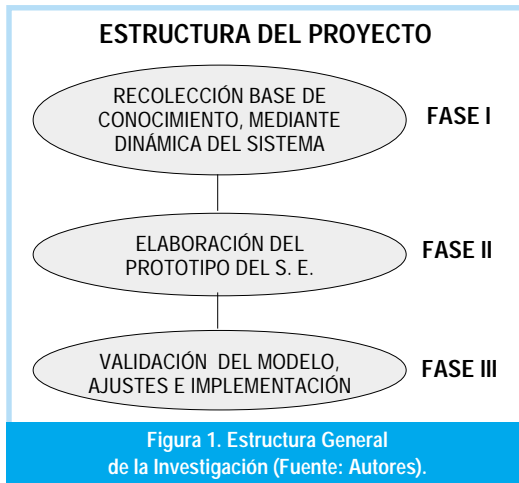 ESTRUCTURA DEL PROYECTO
RECOLECCIÓN BASE DE
CONOCIMIENTO, MEDIANTE
DINÁMICA DEL SISTEMA
FASE I
ELABORACIÓN DEL
PROTOTIPO DEL S. E.
FASE II
VALIDACIÓN DEL MODELO,
AJUSTES E IMPLEMENTACIÓN
FASE III
Figura 1. Estructura General
de la Investigación (Fuente: Autores).